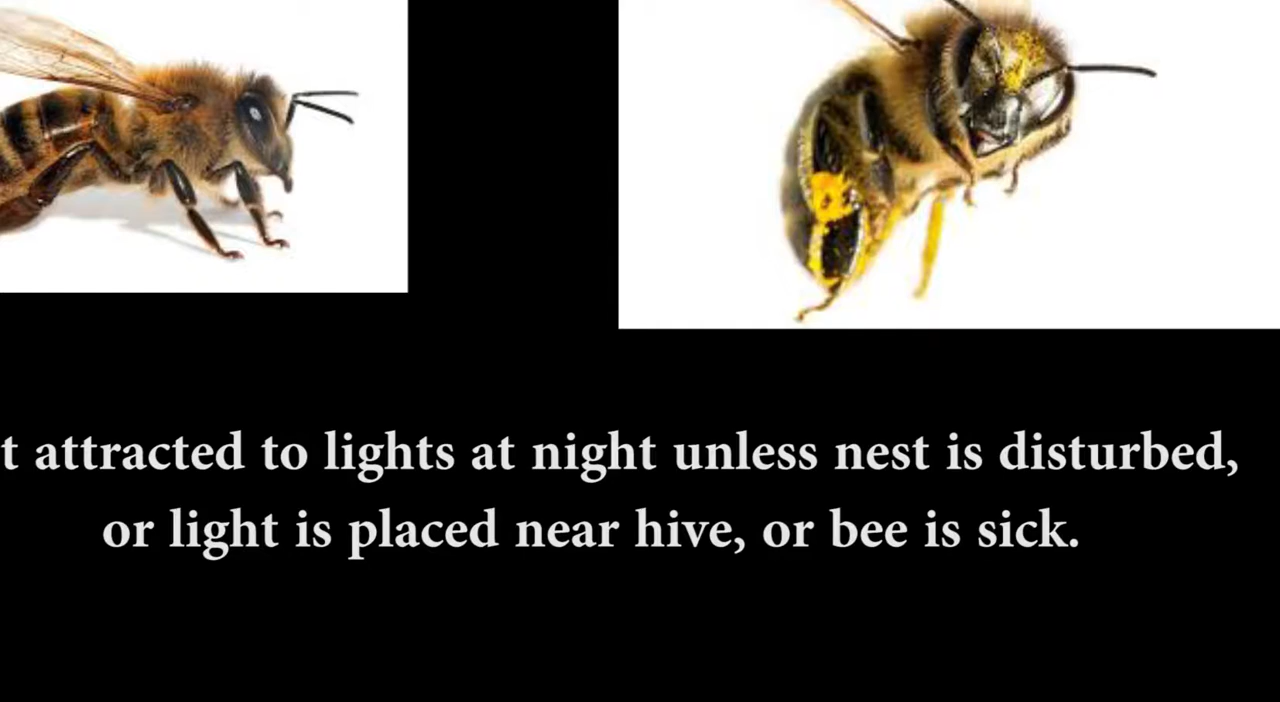 attracted to lights at night unless nest is disturbed,
or light is placed near hive, or bee is sick.